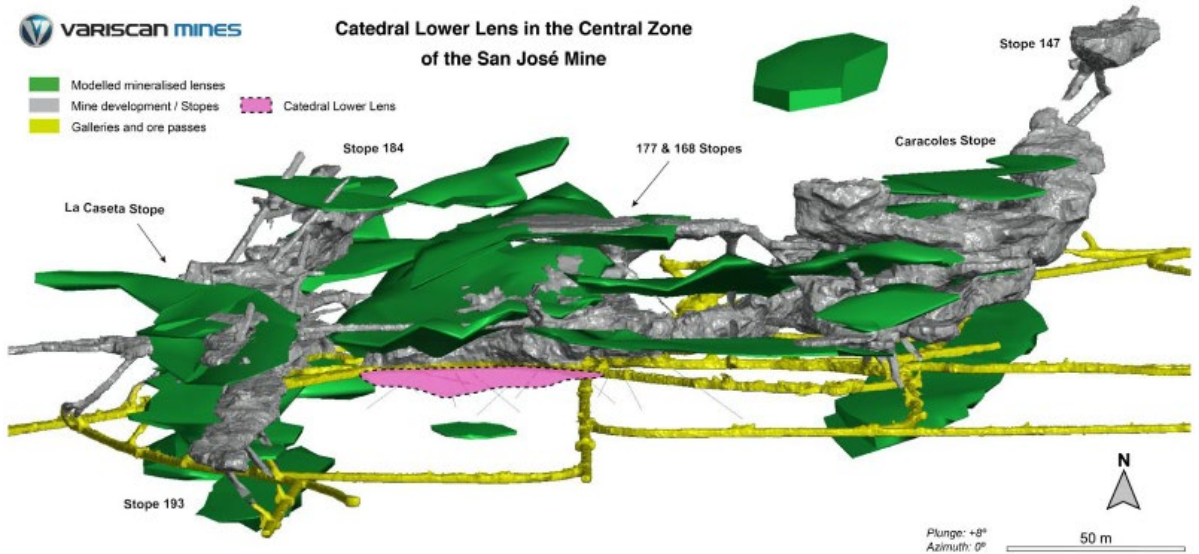 VARISCAN MINES
Catedral Lower Lens in the Central Zone
of the San José Mine
Modelled mineralised lenses
Mine development / Stopes
Catedral Lower Lens
Galleries and ore passes
Stope 147
Stope 184
177 & 168 Stopes
Caracoles Stope
La Caseta Stope
Stope 193
N
Plunge: +8º
Azimuth: 0º
50 m